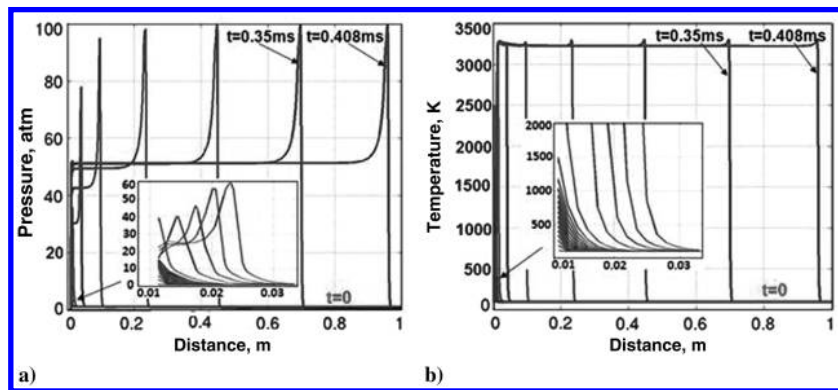 100
80
60
40
20
0
Pressure, atm
t=0.35ms t=0.408ms
60
50
40
30
20
10
0
0.01 0.02 0.03
t=0
0 0.2 0.4 0.6 0.8 1
Distance, m
a)
3500
3000
2500
2000
1500
1000
500
0
Temperature, K
t=0.35ms t=0.408ms
2000
1500
1000
500
0.01 0.02 0.03
t=0
0 0.2 0.4 0.6 0.8 1
Distance, m
b)